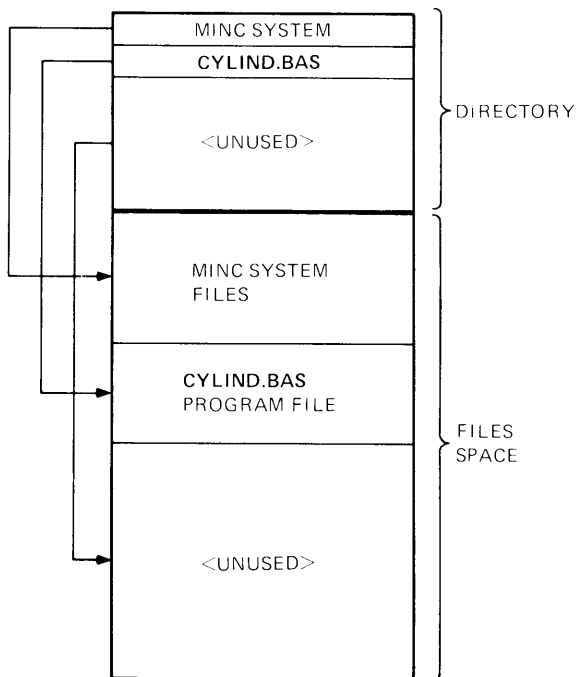 MINC SYSTEM
CYLIND.BAS
<UNUSED>
DIRECTORY
MINC SYSTEM
FILES
CYLIND.BAS
PROGRAM FILE
FILES
SPACE
<UNUSED>